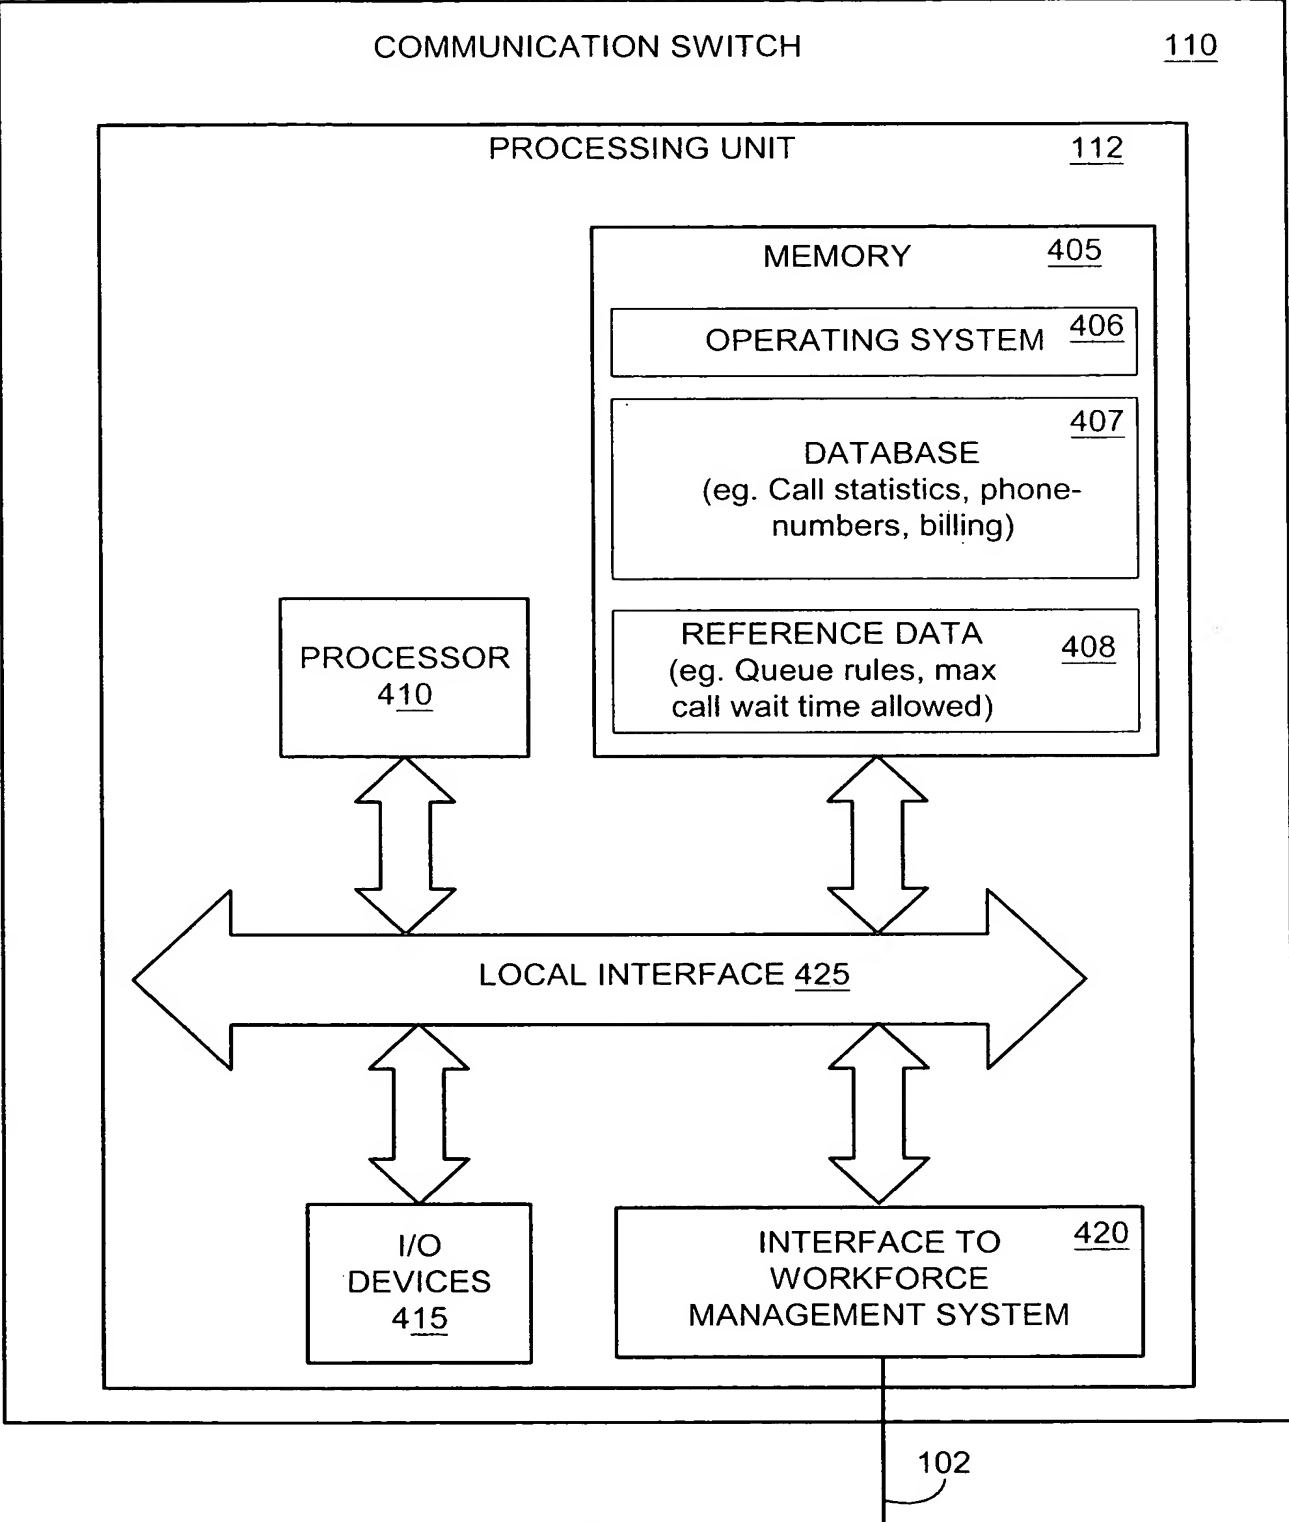 COMMUNICATION SWITCH 110
PROCESSING UNIT 112
MEMORY 405
OPERATING SYSTEM 406
407
DATABASE
(eg. Call statistics, phone-
numbers, billing)
REFERENCE DATA
(eg. Queue rules, max
call wait time allowed)
408
PROCESSOR
410
LOCAL INTERFACE 425
I/O
DEVICES
415
INTERFACE TO
WORKFORCE
MANAGEMENT SYSTEM
420
102